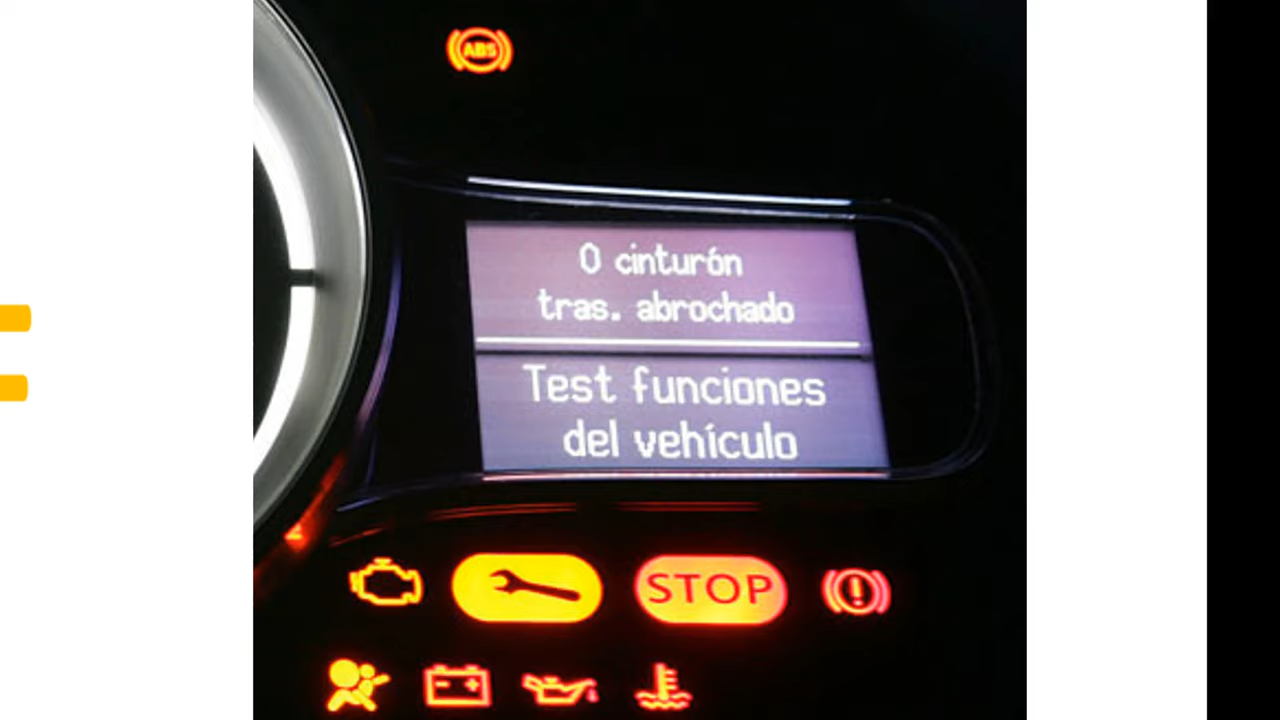 ABS
0 cinturón
tras. abrochado
Test funciones
del vehículo
STOP